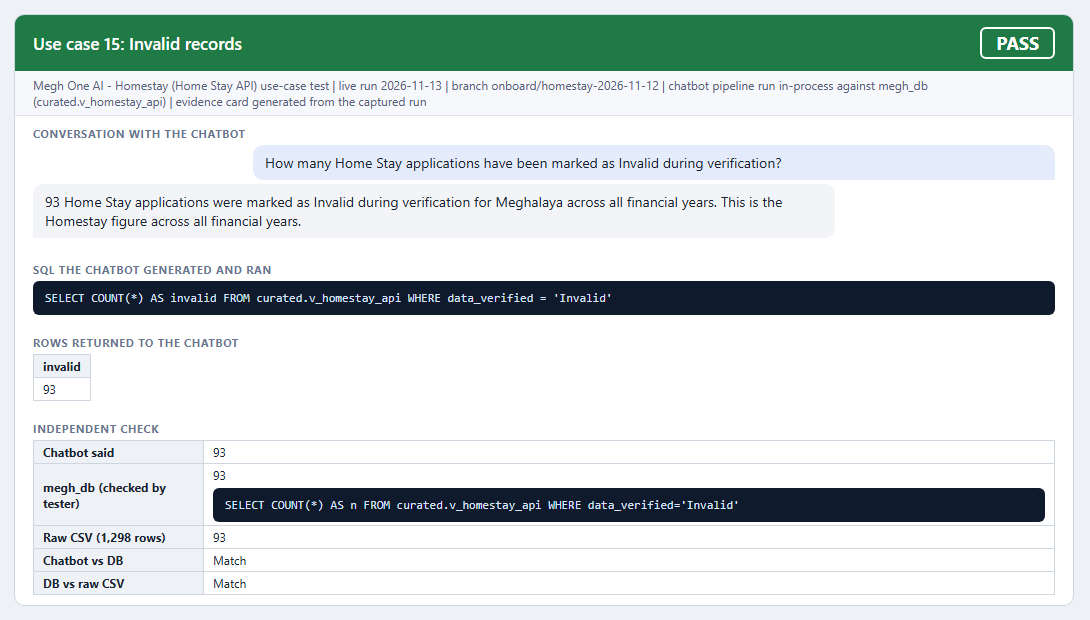 Use case 15: Invalid records
PASS
Megh One AI - Homestay (Home Stay API) use-case test | live run 2026-11-13 | branch onboard/homestay-2026-11-12 | chatbot pipeline run in-process against megh_db
(curated.v_homestay_api) | evidence card generated from the captured run
CONVERSATION WITH THE CHATBOT
How many Home Stay applications have been marked as Invalid during verification?
93 Home Stay applications were marked as Invalid during verification for Meghalaya across all financial years. This is the
Homestay figure across all financial years.
SQL THE CHATBOT GENERATED AND RAN
SELECT COUNT(*) AS invalid FROM curated.v_homestay_api WHERE data_verified = 'Invalid'
ROWS RETURNED TO THE CHATBOT
invalid
93
INDEPENDENT CHECK
Chatbot said 93
megh_db (checked by
tester)
93
SELECT COUNT(*) AS n FROM curated.v_homestay_api WHERE data_verified='Invalid'
Raw CSV (1,298 rows) 93
Chatbot vs DB Match
DB vs raw CSV Match